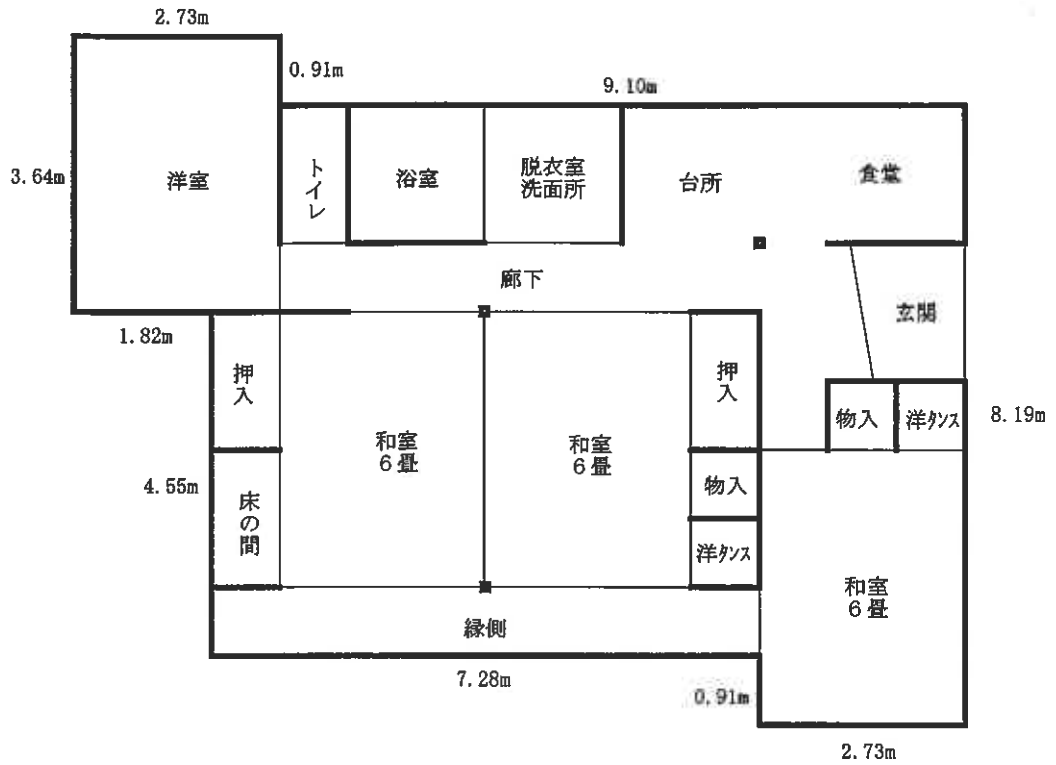 2.73m
0.91m
9.10m
3.64m
洋室
トイレ
浴室
脱衣室
洗面所
台所
食堂
廊下
玄関
1.82m
押入
和室
6畳
和室
6畳
押入
物入
洋タンス
8.19m
4.55m
床の間
物入
洋タンス
和室
6畳
縁側
7.28m
0.91m
2.73m